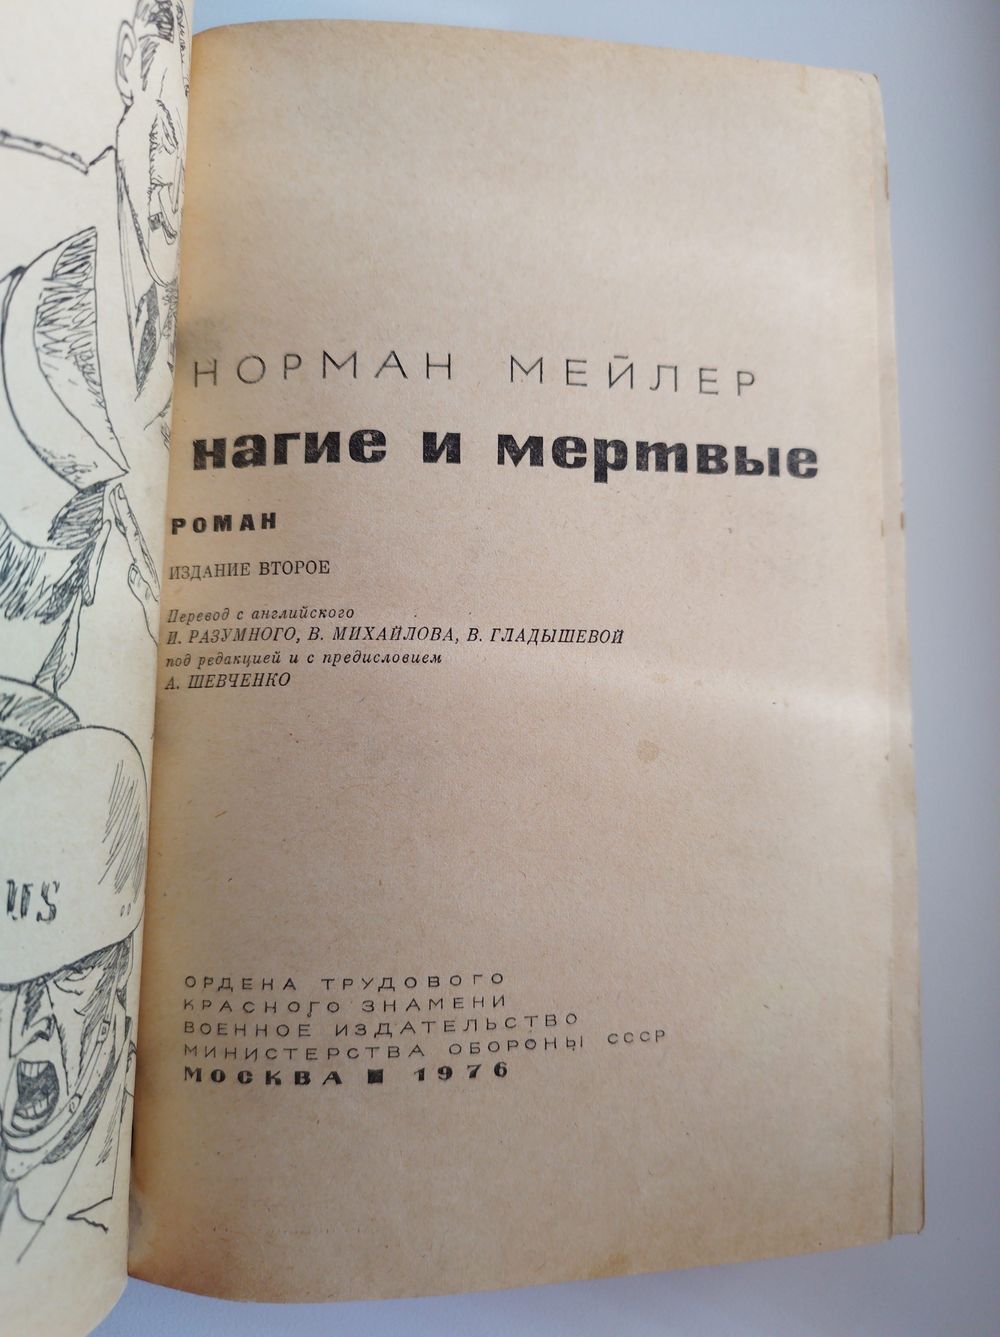 НОРМАН МЕЙЛЕР
нагие и мертвые
РОМАН
ИЗДАНИЕ ВТОРОЕ
Перевод с английского
И. РАЗУМНОГО, В. МИХАЙЛОВА, В. ГЛАДЫШЕВОЙ
под редакцией и с предисловием
А. ШЕВЧЕНКО
US
ОРДЕНА ТРУДОВОГО
КРАСНОГО ЗНАМЕНИ
ВОЕННОЕ ИЗДАТЕЛЬСТВО
МИНИСТЕРСТВА ОБОРОНЫ СССР
МОСКВА ■ 1976